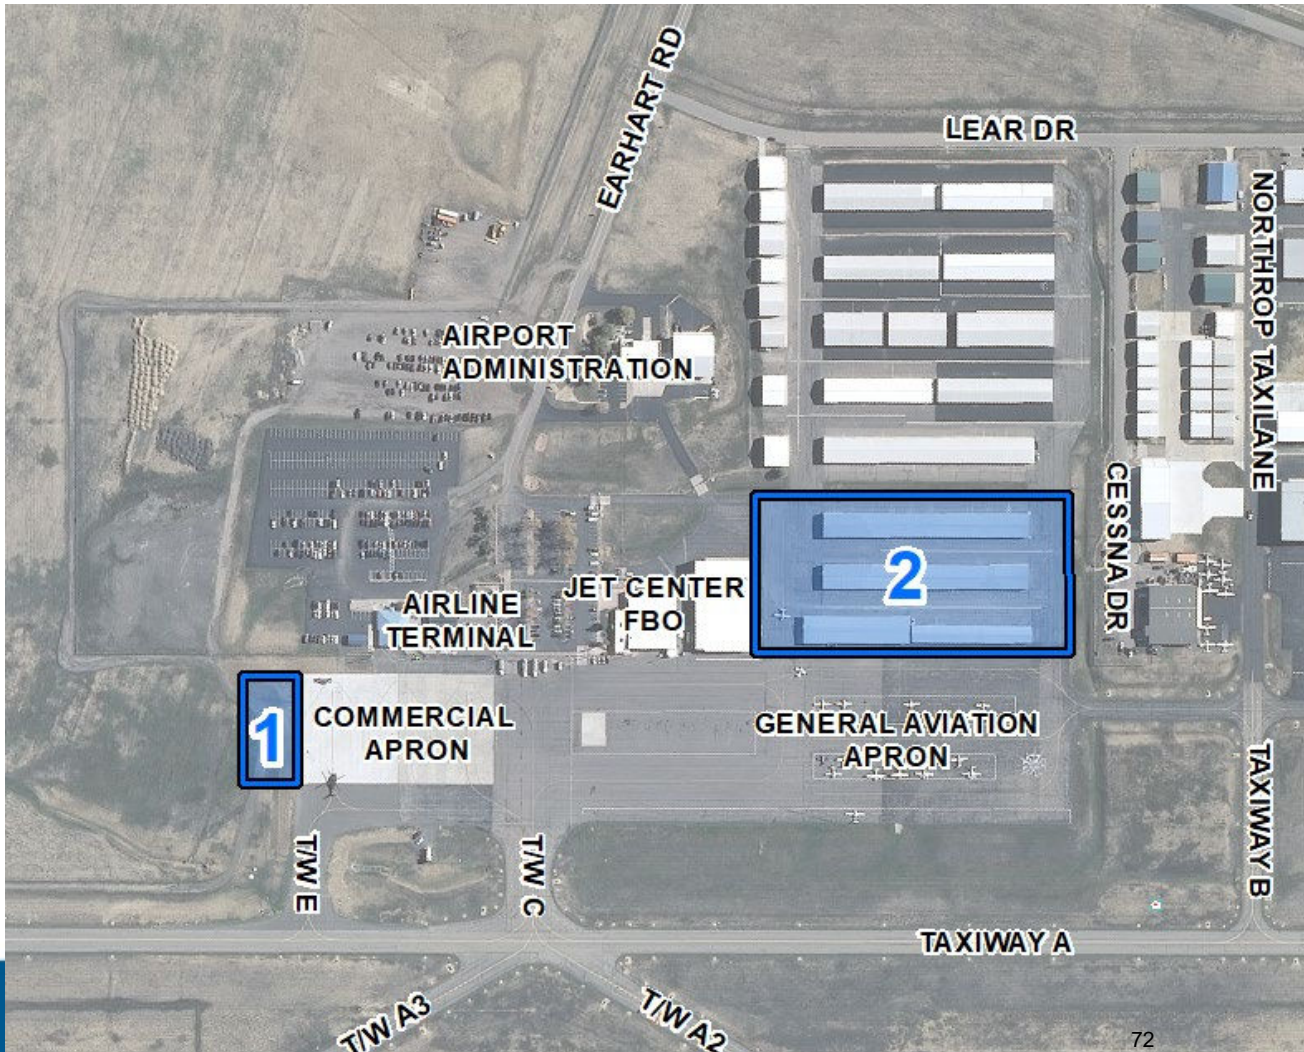 EARHART RD
LEAR DR
NORTHROP TAXILANE
AIRPORT
ADMINISTRATION
CESSNA DR
2
JET CENTER
FBO
AIRLINE
TERMINAL
1
COMMERCIAL
APRON
GENERAL AVIATION
APRON
TAXIWAY B
T/W E
T/W C
TAXIWAY A
T/W A3
T/W A2
72